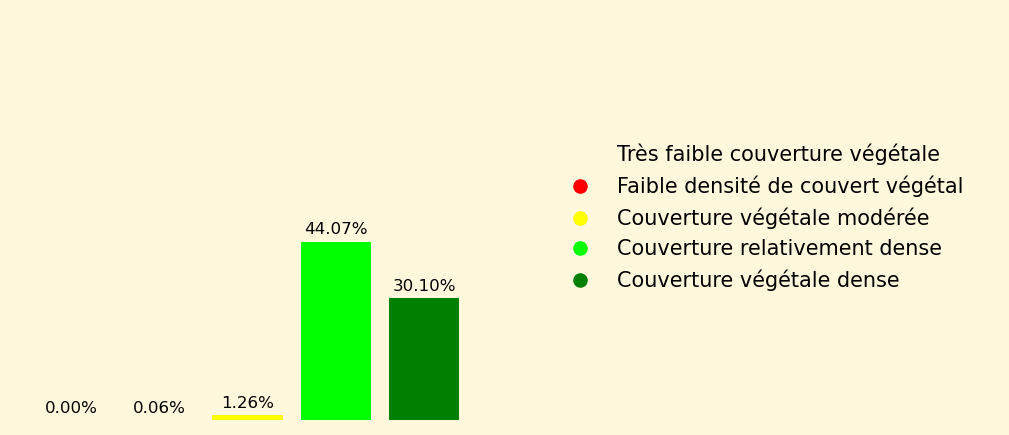 0.00%
0.06%
1.26%
44.07%
30.10%
Très faible couverture végétale
Faible densité de couvert végétal
Couverture végétale modérée
Couverture relativement dense
Couverture végétale dense